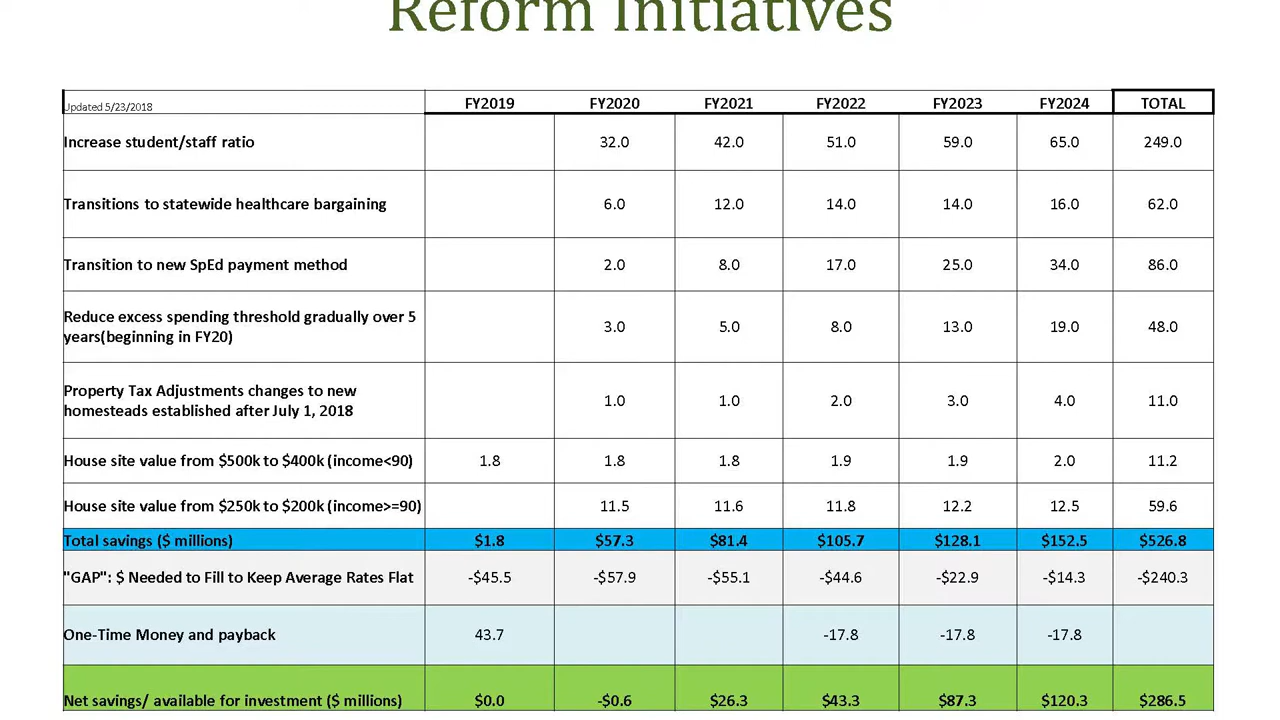 Reform Initiatives
Updated 5/23/2018 FY2019 FY2020 FY2021 FY2022 FY2023 FY2024 TOTAL
Increase student/staff ratio 32.0 42.0 51.0 59.0 65.0 249.0
Transitions to statewide healthcare bargaining 6.0 12.0 14.0 14.0 16.0 62.0
Transition to new SpEd payment method 2.0 8.0 17.0 25.0 34.0 86.0
Reduce excess spending threshold gradually over 5
years(beginning in FY20) 3.0 5.0 8.0 13.0 19.0 48.0
Property Tax Adjustments changes to new
homesteads established after July 1, 2018 1.0 1.0 2.0 3.0 4.0 11.0
House site value from $500k to $400k (income<90) 1.8 1.8 1.8 1.9 1.9 2.0 11.2
House site value from $250k to $200k (income>=90) 11.5 11.6 11.8 12.2 12.5 59.6
Total savings ($ millions) $1.8 $57.3 $81.4 $105.7 $128.1 $152.5 $526.8
"GAP": $ Needed to Fill to Keep Average Rates Flat -$45.5 -$57.9 -$55.1 -$44.6 -$22.9 -$14.3 -$240.3
One-Time Money and payback 43.7 -17.8 -17.8 -17.8
Net savings/ available for investment ($ millions) $0.0 -$0.6 $26.3 $43.3 $87.3 $120.3 $286.5